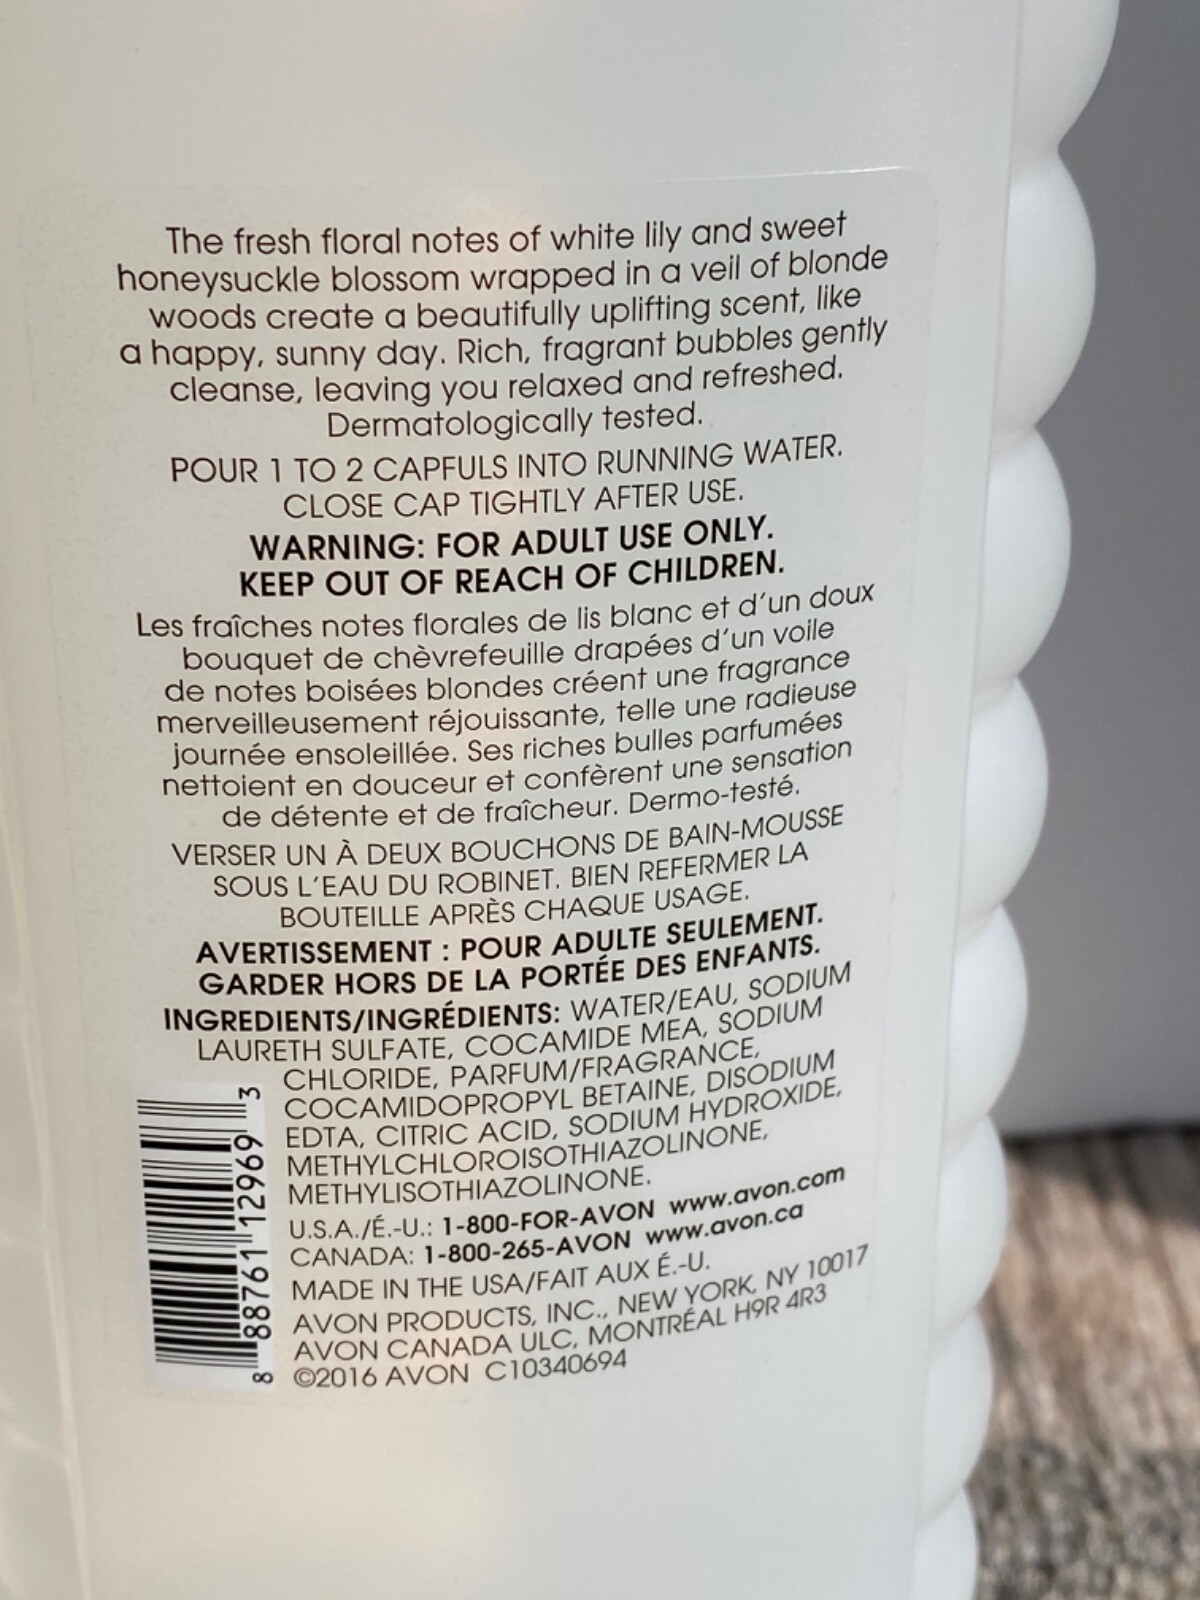 The fresh floral notes of white lily and sweet
honeysuckle blossom wrapped in a veil of blonde
woods create a beautifully uplifting scent, like
a happy, sunny day. Rich, fragrant bubbles gently
cleanse, leaving you relaxed and refreshed.
Dermatologically tested.
POUR 1 TO 2 CAPFULS INTO RUNNING WATER.
CLOSE CAP TIGHTLY AFTER USE.
WARNING: FOR ADULT USE ONLY.
KEEP OUT OF REACH OF CHILDREN.
Les fraîches notes florales de lis blanc et d'un doux
bouquet de chèvrefeuille drapées d'un voile
de notes boisées blondes créent une fragrance
merveilleusement réjouissante, telle une radieuse
journée ensoleillée. Ses riches bulles parfumées
nettoient en douceur et confèrent une sensation
de détente et de fraîcheur. Dermo-testé.
VERSER UN À DEUX BOUCHONS DE BAIN-MOUSSE
SOUS L'EAU DU ROBINET. BIEN REFERMER LA
BOUTEILLE APRÈS CHAQUE USAGE.
AVERTISSEMENT : POUR ADULTE SEULEMENT.
GARDER HORS DE LA PORTÉE DES ENFANTS.
INGREDIENTS/INGRÉDIENTS: WATER/EAU, SODIUM
LAURETH SULFATE, COCAMIDE MEA, SODIUM
CHLORIDE, PARFUM/FRAGRANCE,
COCAMIDOPROPYL BETAINE, DISODIUM
EDTA, CITRIC ACID, SODIUM HYDROXIDE,
METHYLCHLOROISOTHIAZOLINONE,
METHYLISOTHIAZOLINONE.
U.S.A./É.-U.: 1-800-FOR-AVON www.avon.com
CANADA: 1-800-265-AVON www.avon.ca
MADE IN THE USA/FAIT AUX É.-U.
AVON PRODUCTS, INC., NEW YORK, NY 10017
AVON CANADA ULC, MONTRÉAL H9R 4R3
©2016 AVON C10340694
8 88761 12969 3